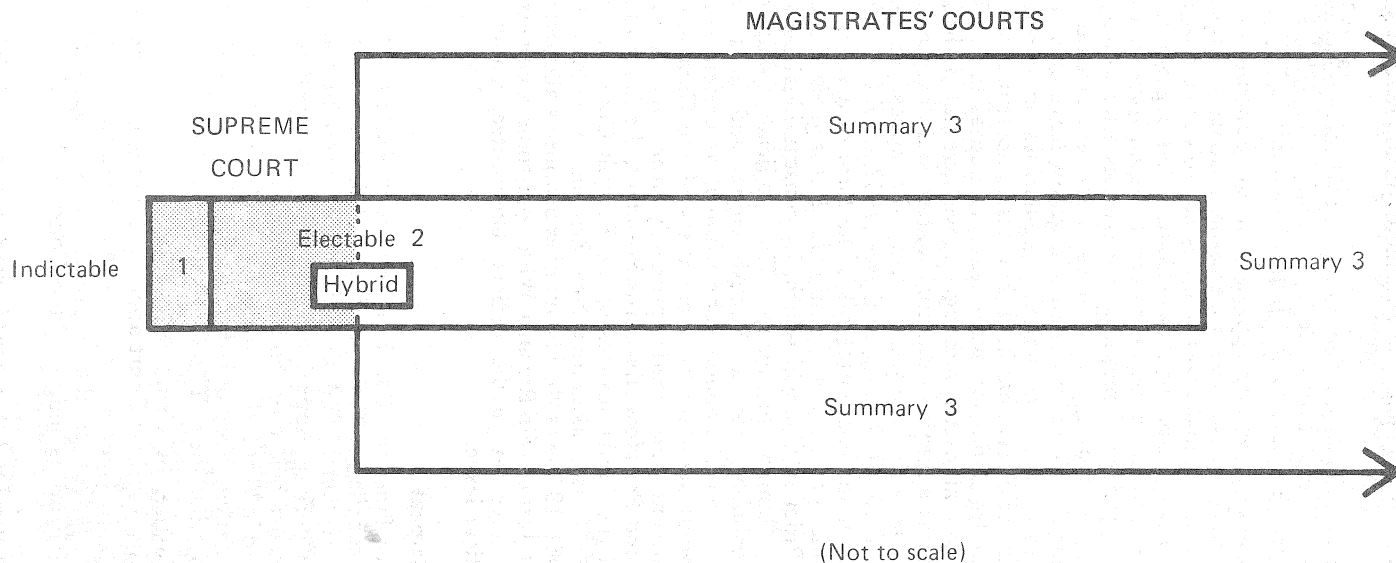 MAGISTRATES' COURTS
SUPREME
COURT
Summary 3
Electable 2
Indictable
1
Hybrid
Summary 3
Summary 3
(Not to scale)